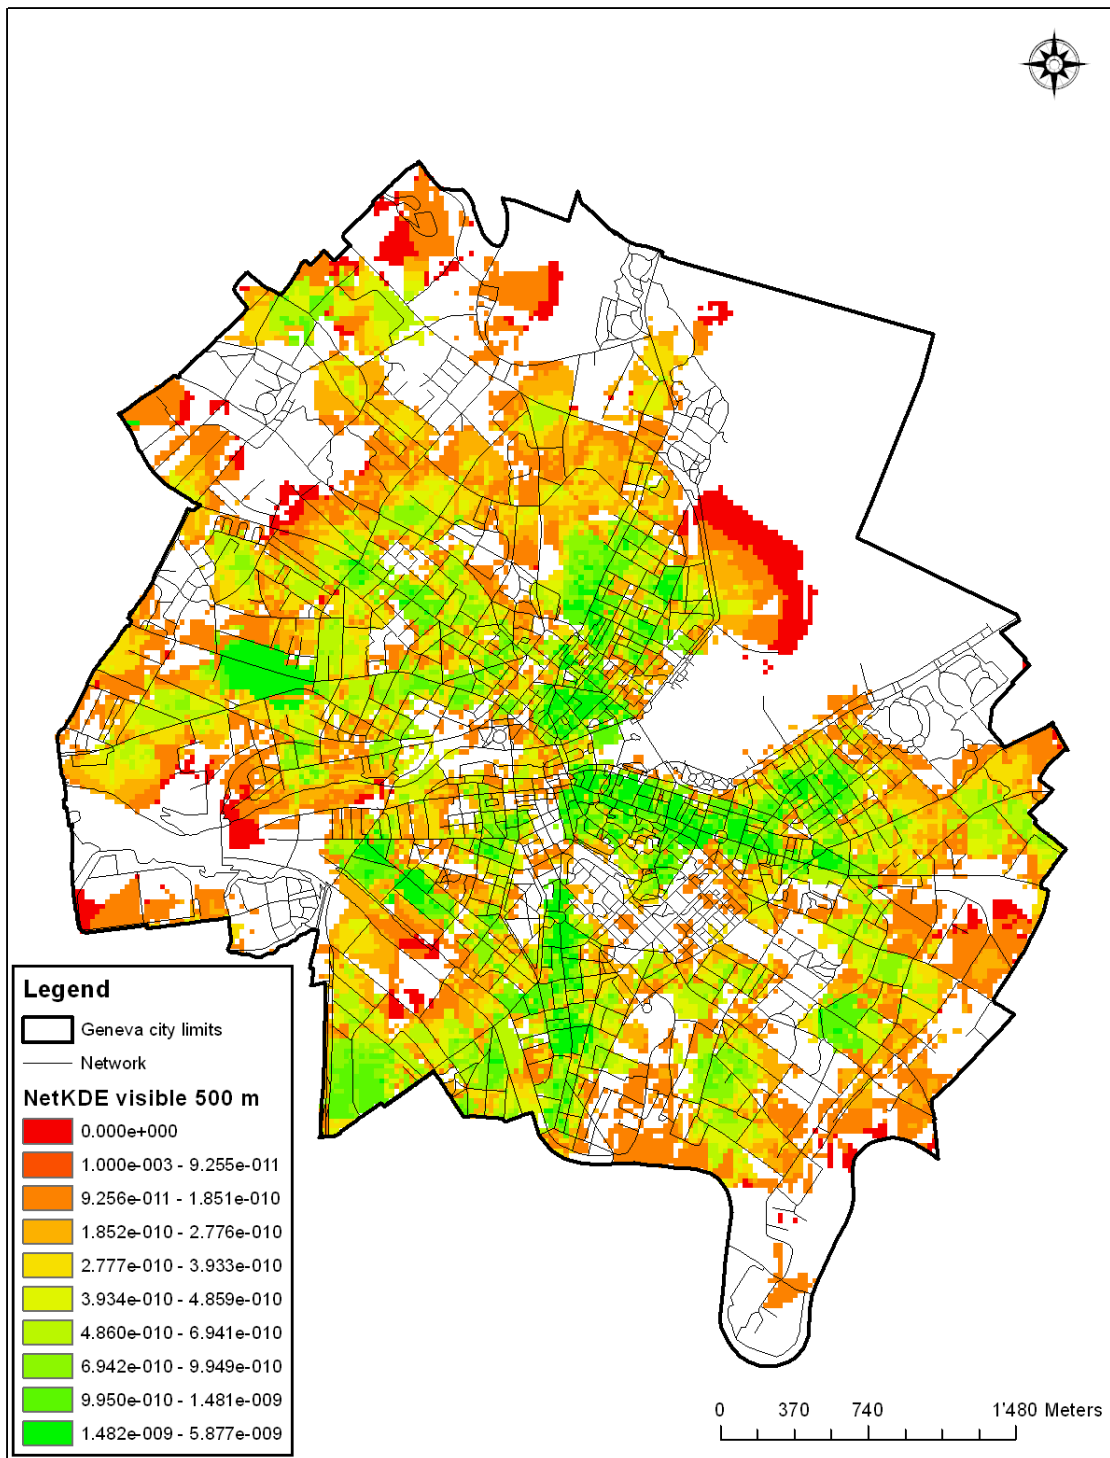 Legend
Geneva city limits
Network
NetKDE visible 500 m
0.000e+000
1.000e-003 - 9.255e-011
9.256e-011 - 1.851e-010
1.852e-010 - 2.776e-010
2.777e-010 - 3.933e-010
3.934e-010 - 4.859e-010
4.860e-010 - 6.941e-010
6.942e-010 - 9.949e-010
9.950e-010 - 1.481e-009
1.482e-009 - 5.877e-009
0 370 740 1'480 Meters